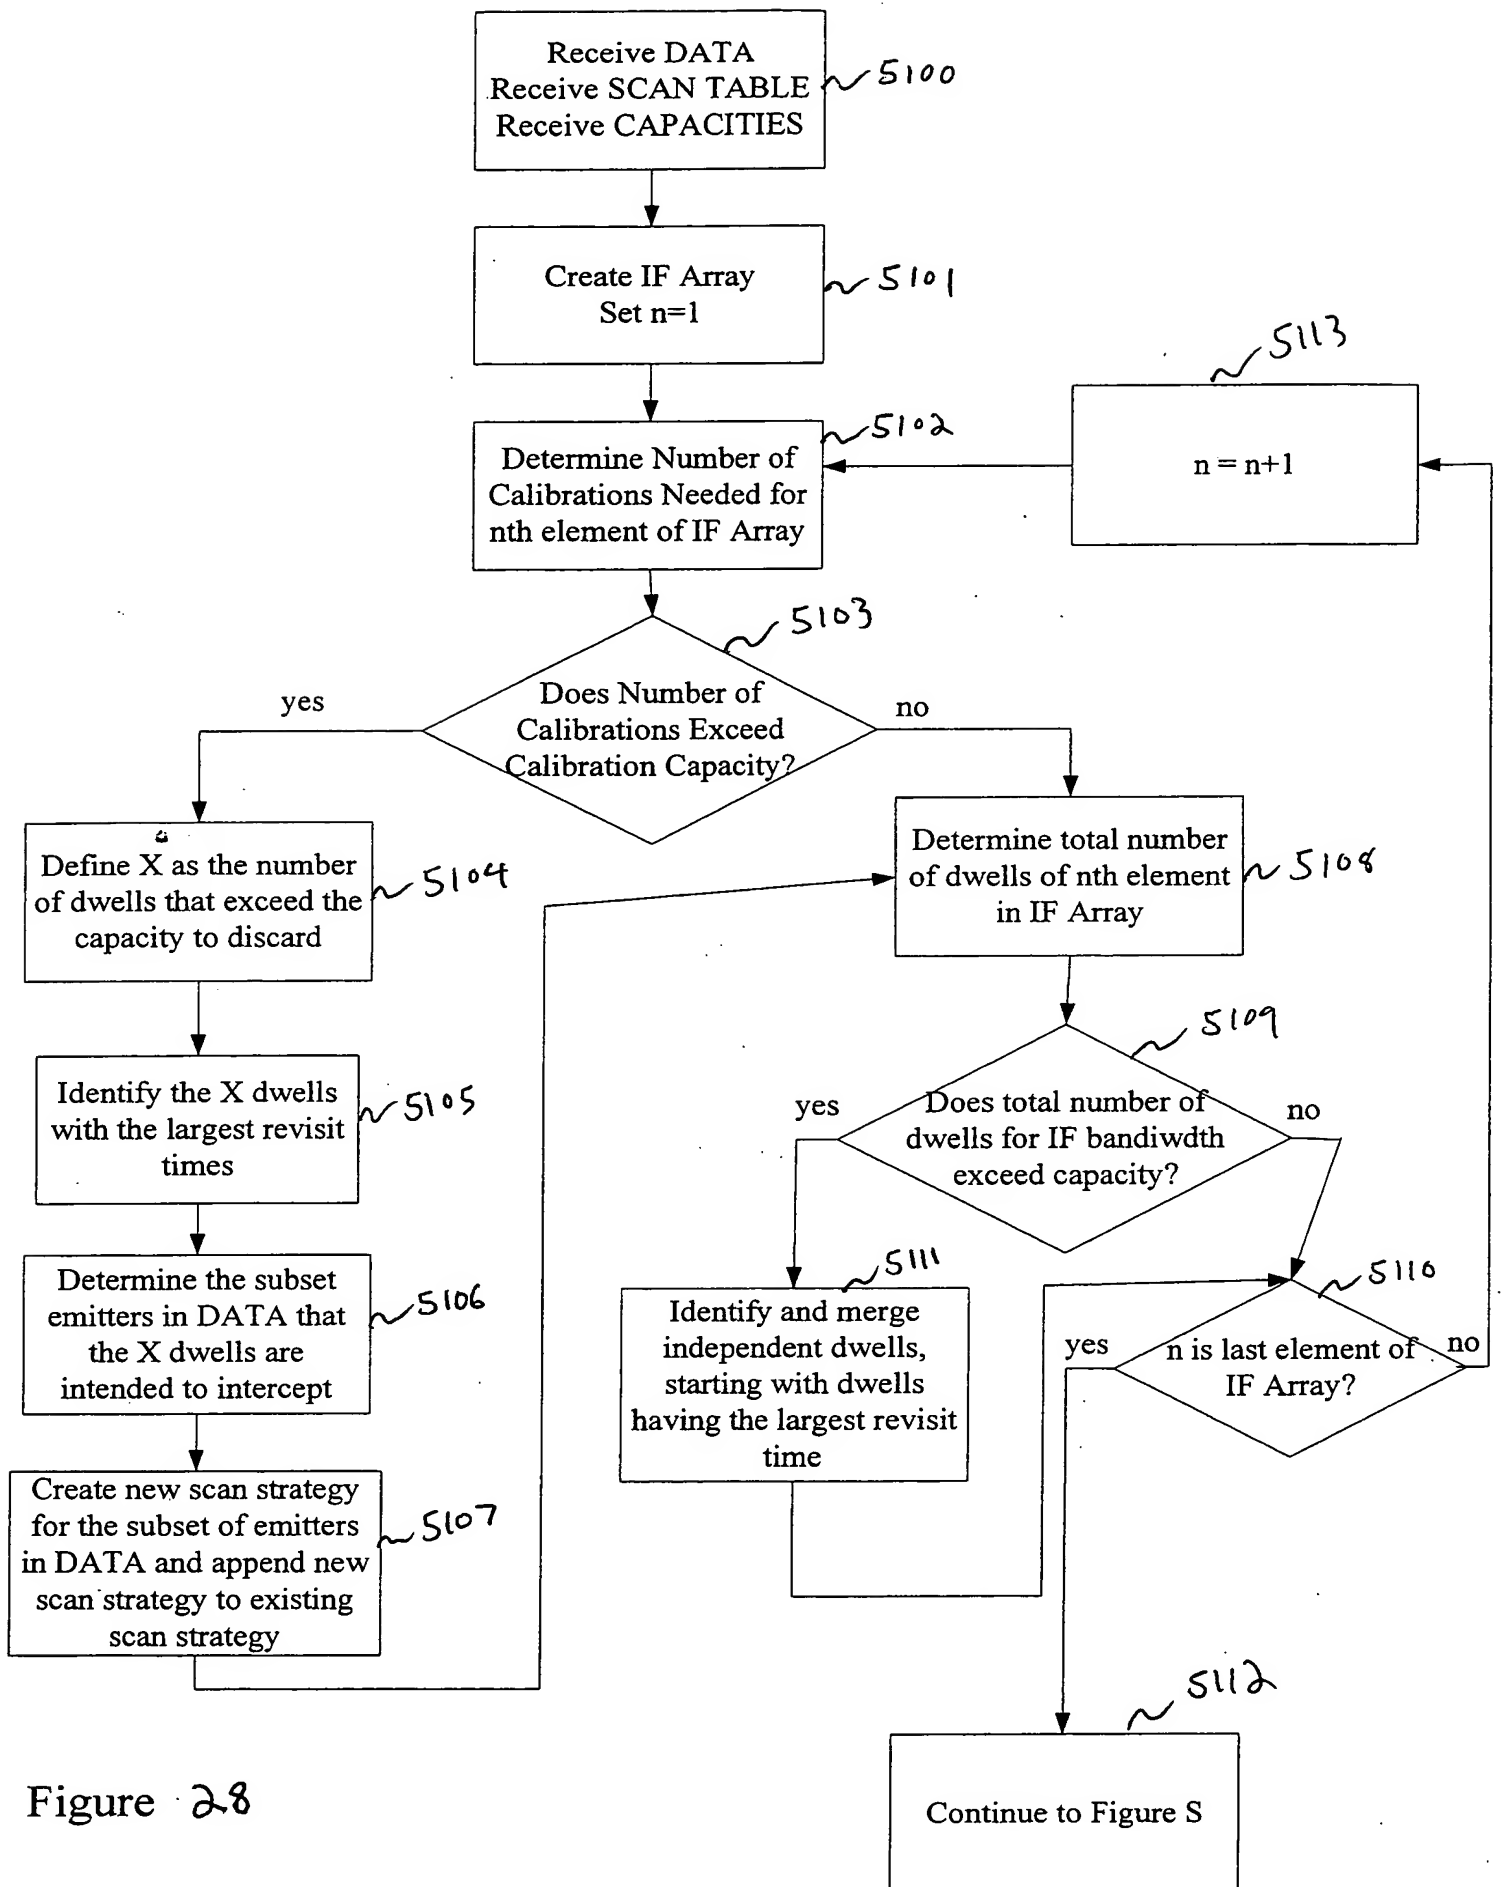 Receive DATA
Receive SCAN TABLE
Receive CAPACITIES
5100
Create IF Array
Set n=1
5101
5113
n = n+1
5102
Determine Number of
Calibrations Needed for
nth element of IF Array
5103
Does Number of
Calibrations Exceed
Calibration Capacity?
yes
no
Define X as the number
of dwells that exceed the
capacity to discard
5104
Determine total number
of dwells of nth element
in IF Array
5108
Identify the X dwells
with the largest revisit
times
5105
5109
Does total number of
dwells for IF bandiwdth
exceed capacity?
yes
no
Determine the subset
emitters in DATA that
the X dwells are
intended to intercept
5106
5111
Identify and merge
independent dwells,
starting with dwells
having the largest revisit
time
5110
n is last element of
IF Array?
yes
no
Create new scan strategy
for the subset of emitters
in DATA and append new
scan strategy to existing
scan strategy
5107
5112
Continue to Figure S
Figure 28